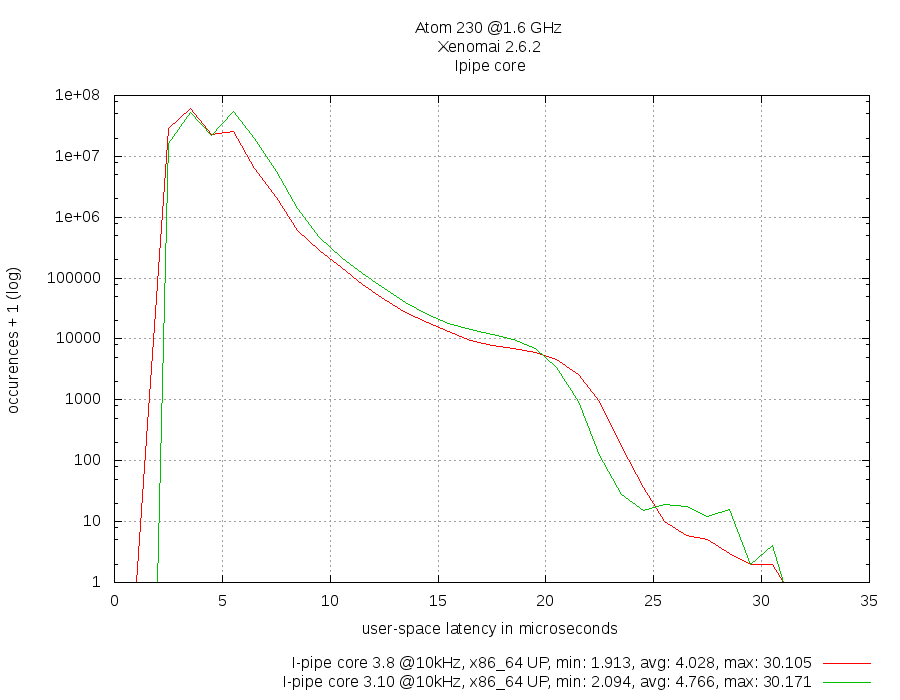 Atom 230 @1.6 GHz
Xenomai 2.6.2
Ipipe core
1e+08
1e+07
1e+06
100000
10000
1000
100
10
1
occurences + 1 (log)
0 5 10 15 20 25 30 35
user-space latency in microseconds
I-pipe core 3.8 @10kHz, x86_64 UP, min: 1.913, avg: 4.028, max: 30.105
I-pipe core 3.10 @10kHz, x86_64 UP, min: 2.094, avg: 4.766, max: 30.171